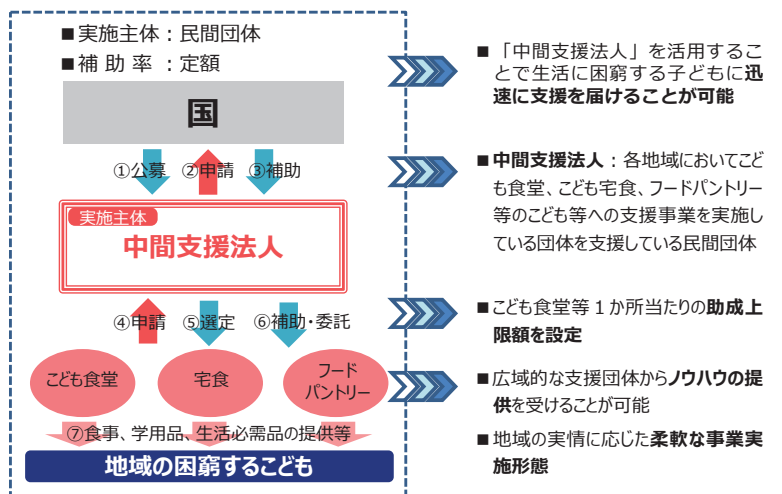 ■実施主体：民間団体
■補 助 率 ：定額
国
①公募 ②申請 ③補助
実施主体
中間支援法人
④申請 ⑤選定 ⑥補助・委託
こども食堂
宅食
フード
パントリー
⑦食事、学用品、生活必需品の提供等
地域の困窮するこども
■「中間支援法人」を活用するこ
とで生活に困窮する子どもに迅
速に支援を届けることが可能
■中間支援法人：各地域においてこど
も食堂、こども宅食、フードパントリー
等のこども等への支援事業を実施し
ている団体を支援している民間団体
■こども食堂等１か所当たりの助成上
限額を設定
■広域的な支援団体からノウハウの提
供を受けることが可能
■地域の実情に応じた柔軟な事業実
施形態